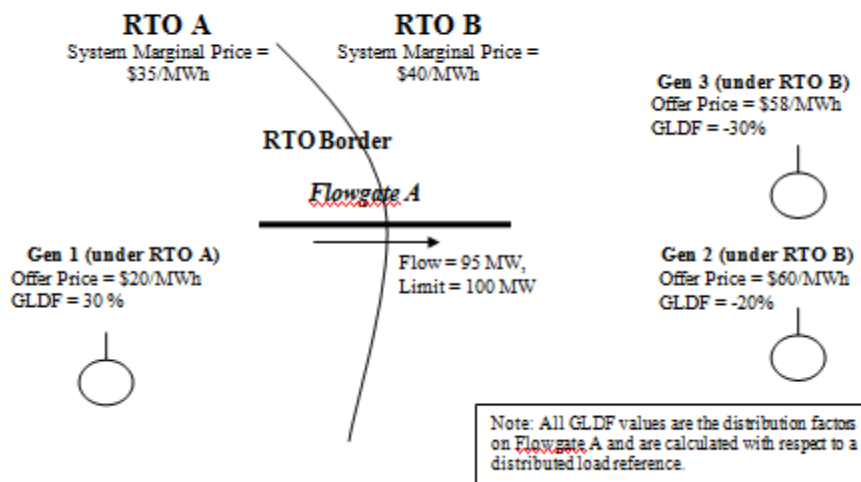 RTO A
System Marginal Price =
$35/MWh
RTO B
System Marginal Price =
$40/MWh
Gen 3 (under RTO B)
Offer Price = $58/MWh
GLDF = -30%
RTO Border
Flowgate A
Gen 1 (under RTO A)
Offer Price = $20/MWh
GLDF = 30 %
Flow = 95 MW,
Limit = 100 MW
Gen 2 (under RTO B)
Offer Price = $60/MWh
GLDF = -20%
Note: All GLDF values are the distribution factors
on Flowgate A and are calculated with respect to a
distributed load reference.